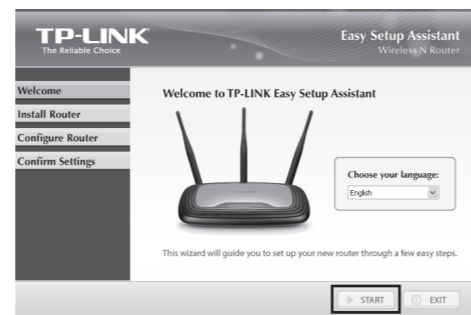 TP-LINK
The Reliable Choice
Easy Setup Assistant
Wireless N Router
Welcome
Install Router
Configure Router
Confirm Settings
Welcome to TP-LINK Easy Setup Assistant
Choose your language:
English
This wizard will guide you to set up your new router through a few easy steps.
START
EXIT